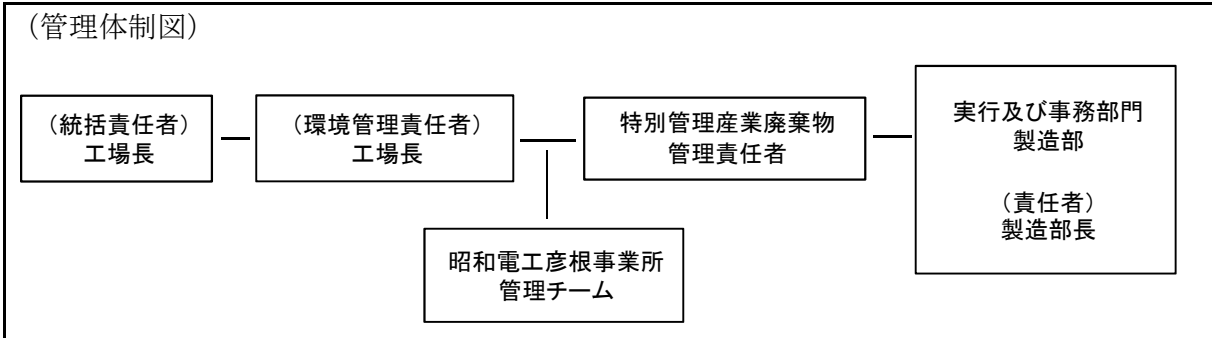 (管理体制図)
(統括責任者)
工場長
(環境管理責任者)
工場長
特別管理産業廃棄物
管理責任者
実行及び事務部門
製造部
(責任者)
製造部長
昭和電工彦根事業所
管理チーム